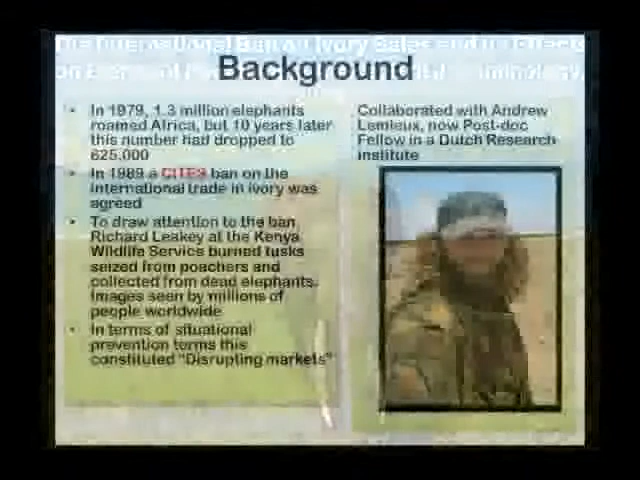 The International Ban on Ivory Sales and its Effects
on
Background
• In 1979, 1.3 million elephants
roamed Africa, but 10 years later
this number had dropped to
625,000
• In 1989 a CITES ban on the
international trade in ivory was
agreed
• To draw attention to the ban
Richard Leakey at the Kenya
Wildlife Service burned tusks
seized from poachers and
collected from dead elephants.
Images seen by millions of
people worldwide
• In terms of situational
prevention terms this
constituted "Disrupting markets"
Collaborated with Andrew
Lemieux, now Post-doc
Fellow in a Dutch Research
Institute